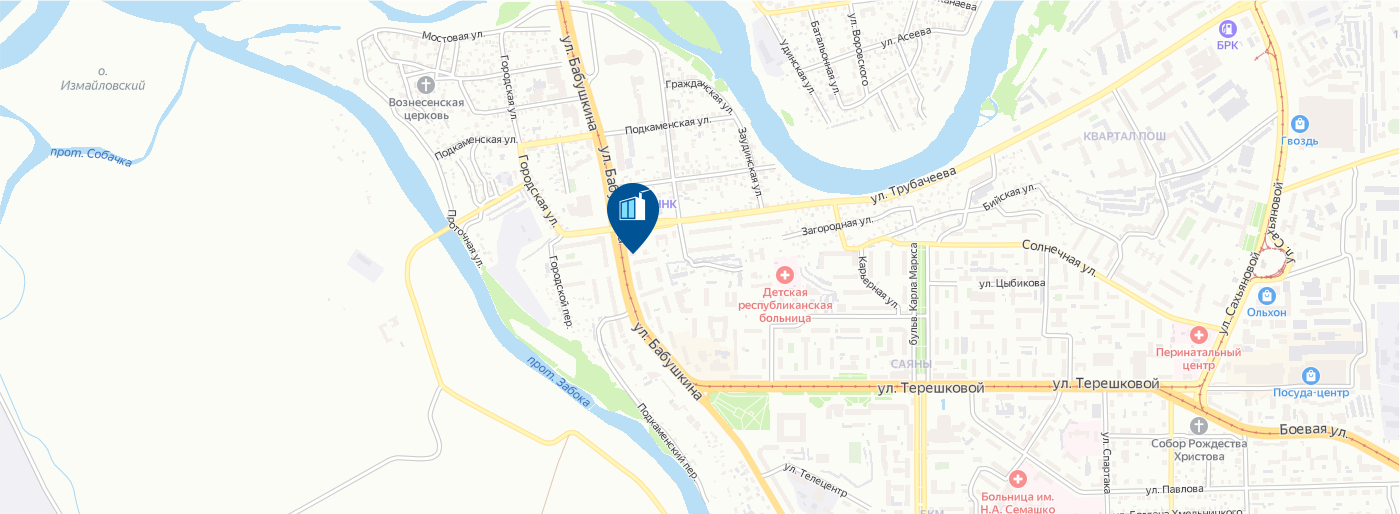 Мостовая ул.
ул. Бабушкина
Городская ул.
о.
Измайловский
Вознесенская
церковь
прот. Собачка
Подкаменская ул.
Подкаменская ул.
Гражданская ул.
Заудинская ул.
Удинская ул.
Батальонная ул.
ул. Воровского
ул. Асеева
БРК
КВАРТАЛ ПОШ
Гвоздь
Городская ул.
ул. Трубачеева
Загородная ул.
Бийская ул.
Солнечная ул.
Проточная ул.
Городской пер.
Карьерная ул.
бульв. Карла Маркса
ул. Цыбикова
ул. Сахьяновой
Детская
республиканская
больница
Ольхон
Перинатальный
центр
САЯНЫ
ул. Бабушкина
ул. Терешковой
ул. Терешковой
Посуда-центр
прот. Забока
Подкаменский пер.
Боевая ул.
Собор Рождества
Христова
ул. Спартака
ул. Телецентр
ул. Павлова
Больница им.
Н.А. Семашко